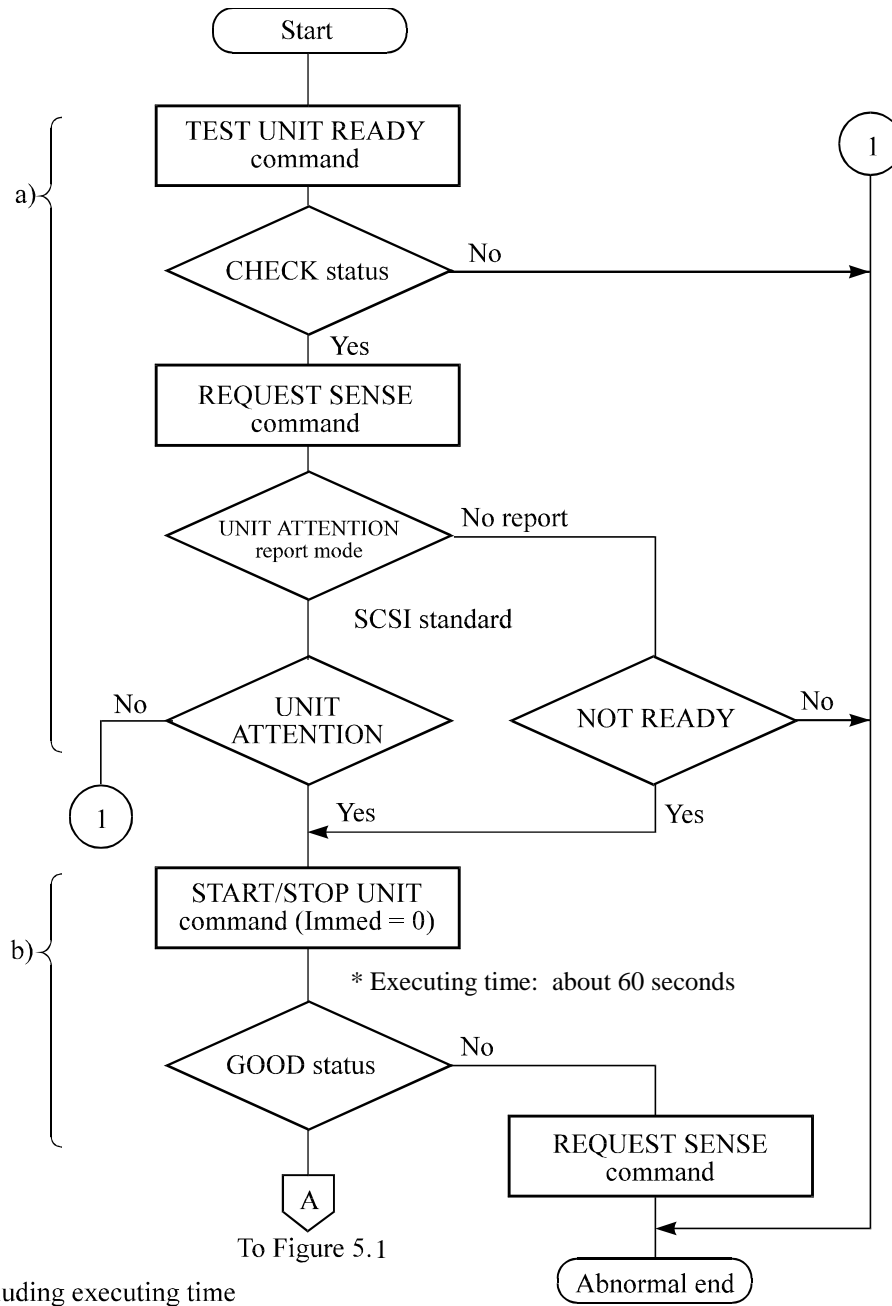 Start
TEST UNIT READY
command
1
a)
CHECK status
No
Yes
REQUEST SENSE
command
UNIT ATTENTION
report mode
No report
SCSI standard
No
UNIT
ATTENTION
NOT READY
No
1
Yes
Yes
START/STOP UNIT
command (Immed = 0)
b)
* Executing time: about 60 seconds
GOOD status
No
REQUEST SENSE
command
A
To Figure 5.1
Abnormal end
luding executing time